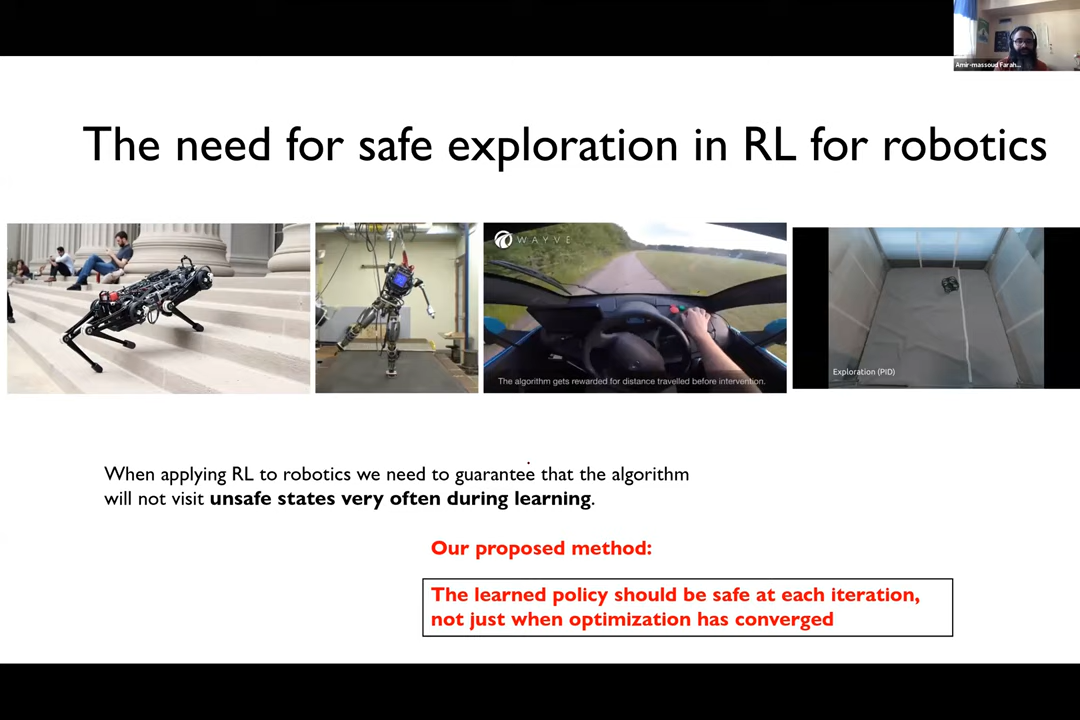 Amir-massoud Farah...
The need for safe exploration in RL for robotics
WAYVE
The algorithm gets rewarded for distance travelled before intervention.
Exploration (PID)
When applying RL to robotics we need to guarantee that the algorithm
will not visit unsafe states very often during learning.
Our proposed method:
The learned policy should be safe at each iteration,
not just when optimization has converged